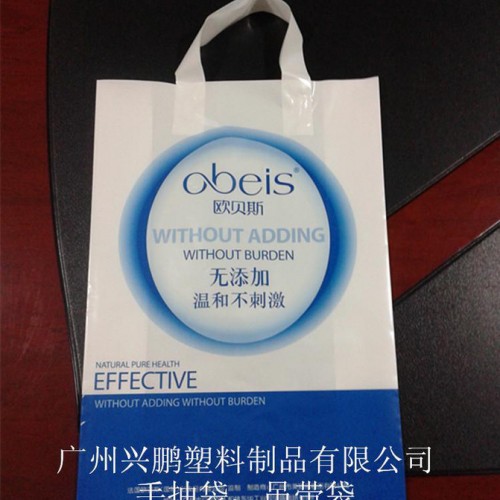 obeis®
欧贝斯
WITHOUT ADDING
WITHOUT BURDEN
无添加
温和不刺激
NATURAL PURE HEALTH
EFFECTIVE
WITHOUT ADDING WITHOUT BURDEN
广州兴鹏塑料制品有限公司
手抽袋
吊带袋